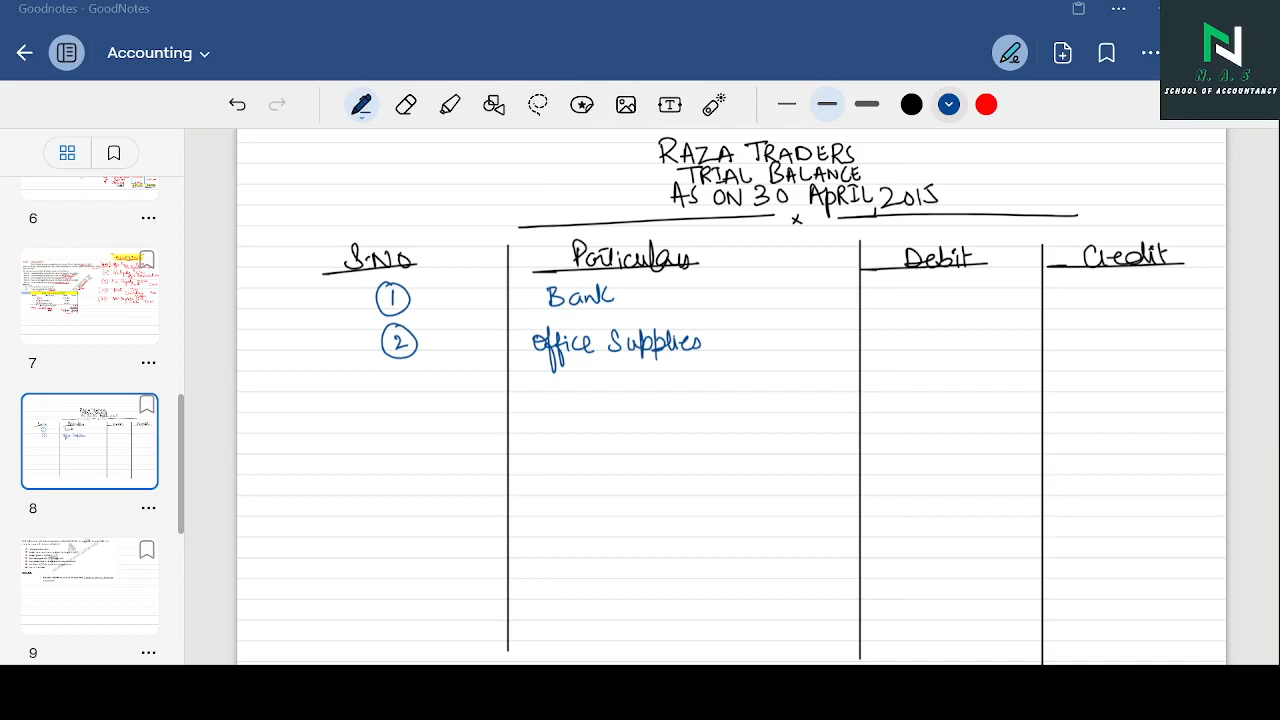 Goodnotes - GoodNotes
Accounting
N. A. S
SCHOOL OF ACCOUNTANCY
RAZA TRADERS
TRIAL BALANCE
AS ON 30 APRIL, 2015
S.No Particulars Debit Credit
1 Bank
2 Office Supplies
6
7
8
9